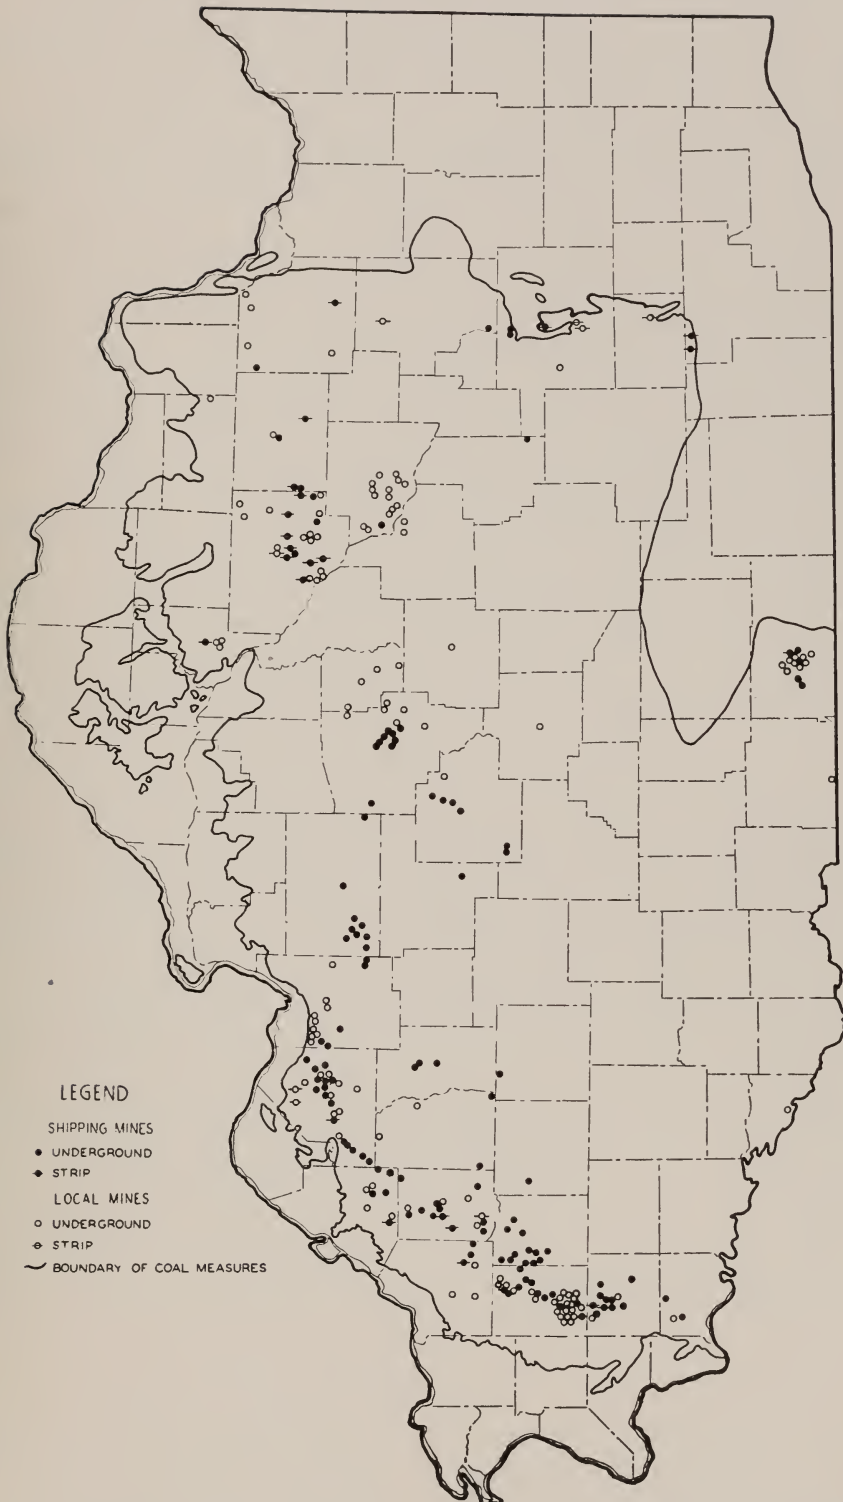 LEGEND
SHIPPING MINES
UNDERGROUND
STRIP
LOCAL MINES
UNDERGROUND
STRIP
BOUNDARY OF COAL MEASURES